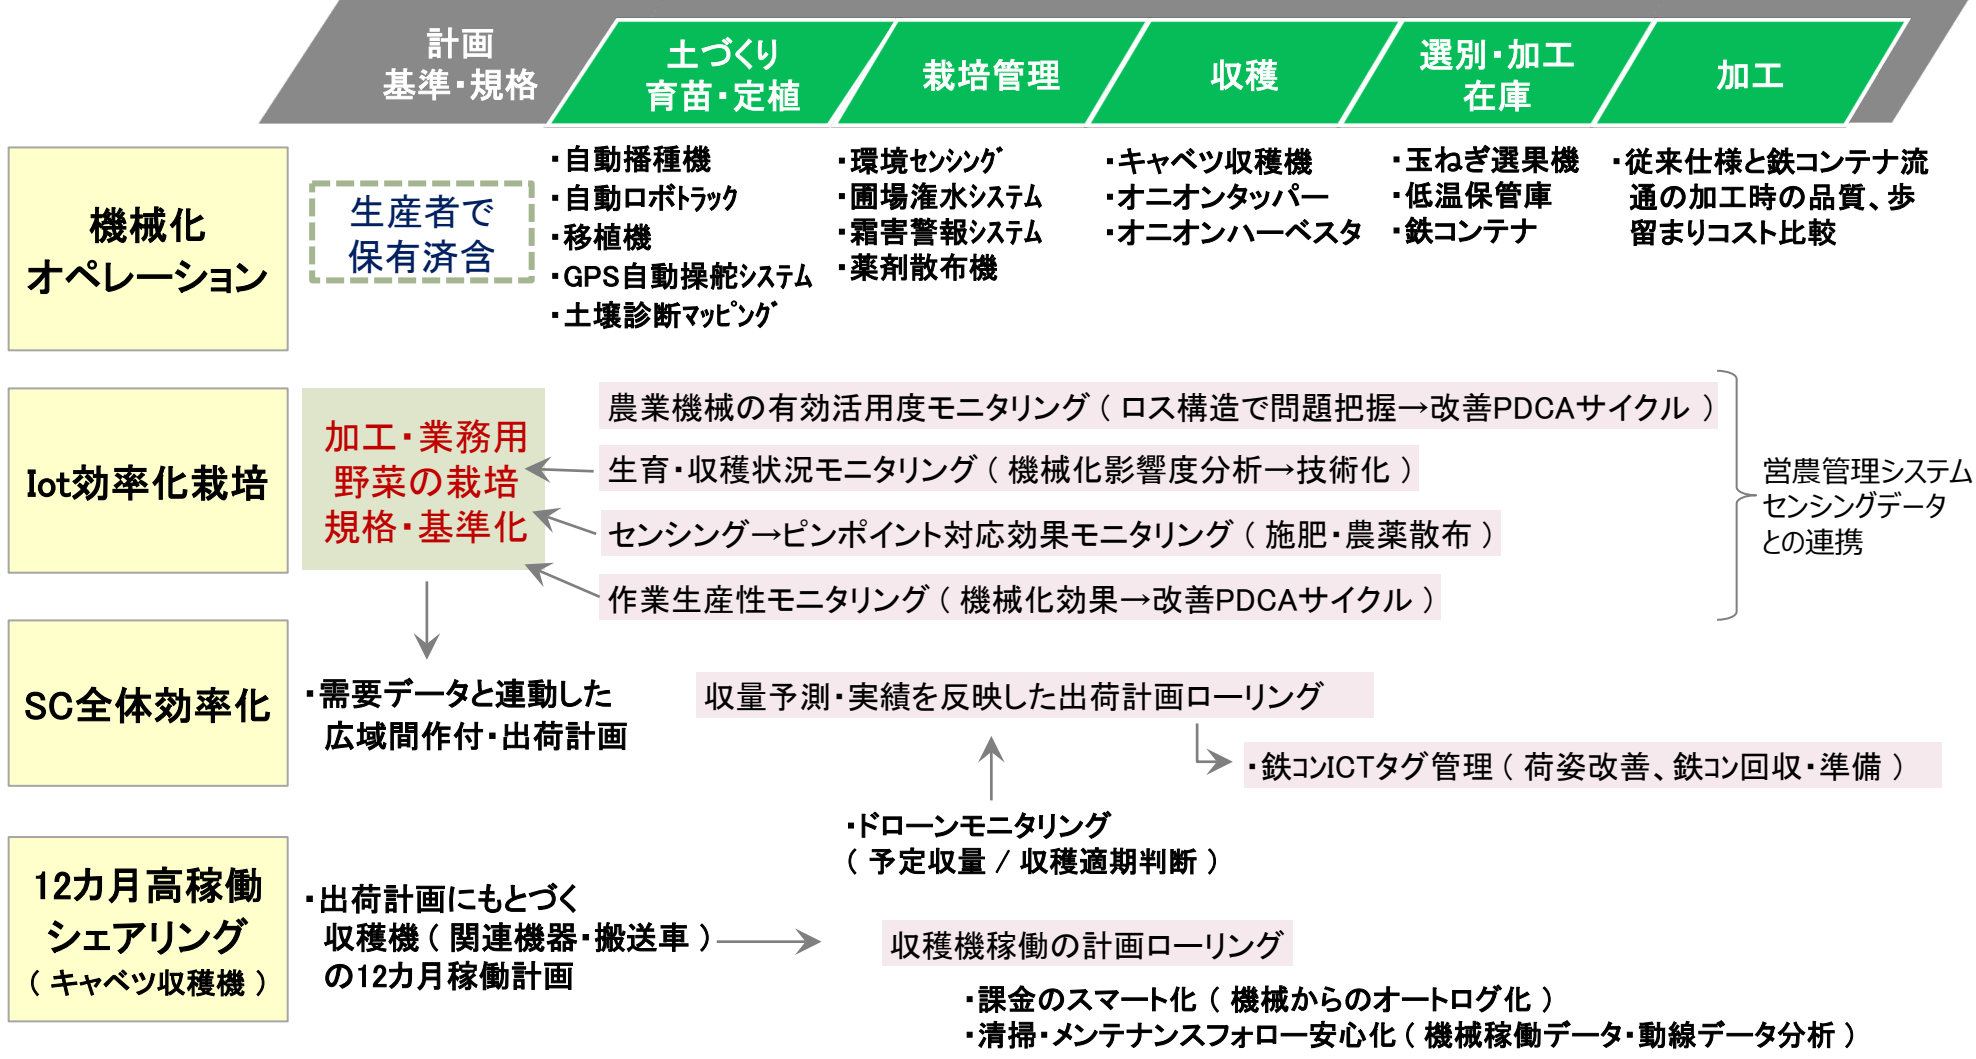 計画
基準・規格
土づくり
育苗・定植
栽培管理
収穫
選別・加工
在庫
加工
機械化
オペレーション
生産者で
保有済含
・自動播種機
・自動ロボトラック
・移植機
・GPS自動操舵システム
・土壌診断マッピング
・環境センシング
・圃場潅水システム
・霜害警報システム
・薬剤散布機
・キャベツ収穫機
・オニオンタッパー
・オニオンハーベスタ
・玉ねぎ選果機
・低温保管庫
・鉄コンテナ
・従来仕様と鉄コンテナ流
通の加工時の品質、歩
留まりコスト比較
Iot効率化栽培
加工・業務用
野菜の栽培
規格・基準化
農業機械の有効活用度モニタリング（ロス構造で問題把握→改善PDCAサイクル）
生育・収穫状況モニタリング（機械化影響度分析→技術化）
センシング→ピンポイント対応効果モニタリング（施肥・農薬散布）
作業生産性モニタリング（機械化効果→改善PDCAサイクル）
営農管理システム
センシングデータ
との連携
SC全体効率化
・需要データと連動した
広域間作付・出荷計画
収量予測・実績を反映した出荷計画ローリング
・鉄コンICTタグ管理（荷姿改善、鉄コン回収・準備）
・ドローンモニタリング
（予定収量 / 収穫適期判断）
12カ月高稼働
シェアリング
（キャベツ収穫機）
・出荷計画にもとづく
収穫機（関連機器・搬送車）
の12カ月稼働計画
収穫機稼働の計画ローリング
・課金のスマート化（機械からのオートログ化）
・清掃・メンテナンスフォロー安心化（機械稼働データ・動線データ分析）